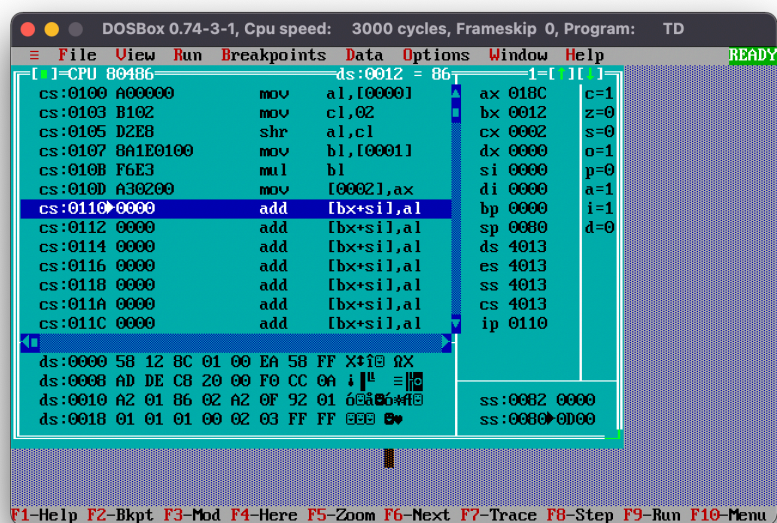 DOSBox 0.74-3-1, Cpu speed: 3000 cycles, Frameskip 0, Program: TD
≡ File View Run Breakpoints Data Options Window Help READY
[■]=CPU 80486 ds:0012 = 86 1=[↑][↓]
cs:0100 A00000 mov al,[0000] ax 018C c=1
cs:0103 B102 mov cl,02 bx 0012 z=0
cs:0105 D2E8 shr al,cl cx 0002 s=0
cs:0107 8A1E0100 mov bl,[0001] dx 0000 o=1
cs:010B F6E3 mul bl si 0000 p=0
cs:010D A30200 mov [0002],ax di 0000 a=1
cs:0110►0000 add [bx+si],al bp 0000 i=1
cs:0112 0000 add [bx+si],al sp 0080 d=0
cs:0114 0000 add [bx+si],al ds 4013
cs:0116 0000 add [bx+si],al es 4013
cs:0118 0000 add [bx+si],al ss 4013
cs:011A 0000 add [bx+si],al cs 4013
cs:011C 0000 add [bx+si],al ip 0110
ds:0000 58 12 8C 01 00 EA 58 FF X↕î☺ ΩX
ds:0008 AD DE C8 20 00 F0 CC 0A
ds:0010 A2 01 86 02 A2 0F 92 01 ó☺å☻ó☼Æ☺ ss:0082 0000
ds:0018 01 01 01 00 02 03 FF FF ☺☺☺ ☻♥ ss:0080►0D00
F1-Help F2-Bkpt F3-Mod F4-Here F5-Zoom F6-Next F7-Trace F8-Step F9-Run F10-Menu